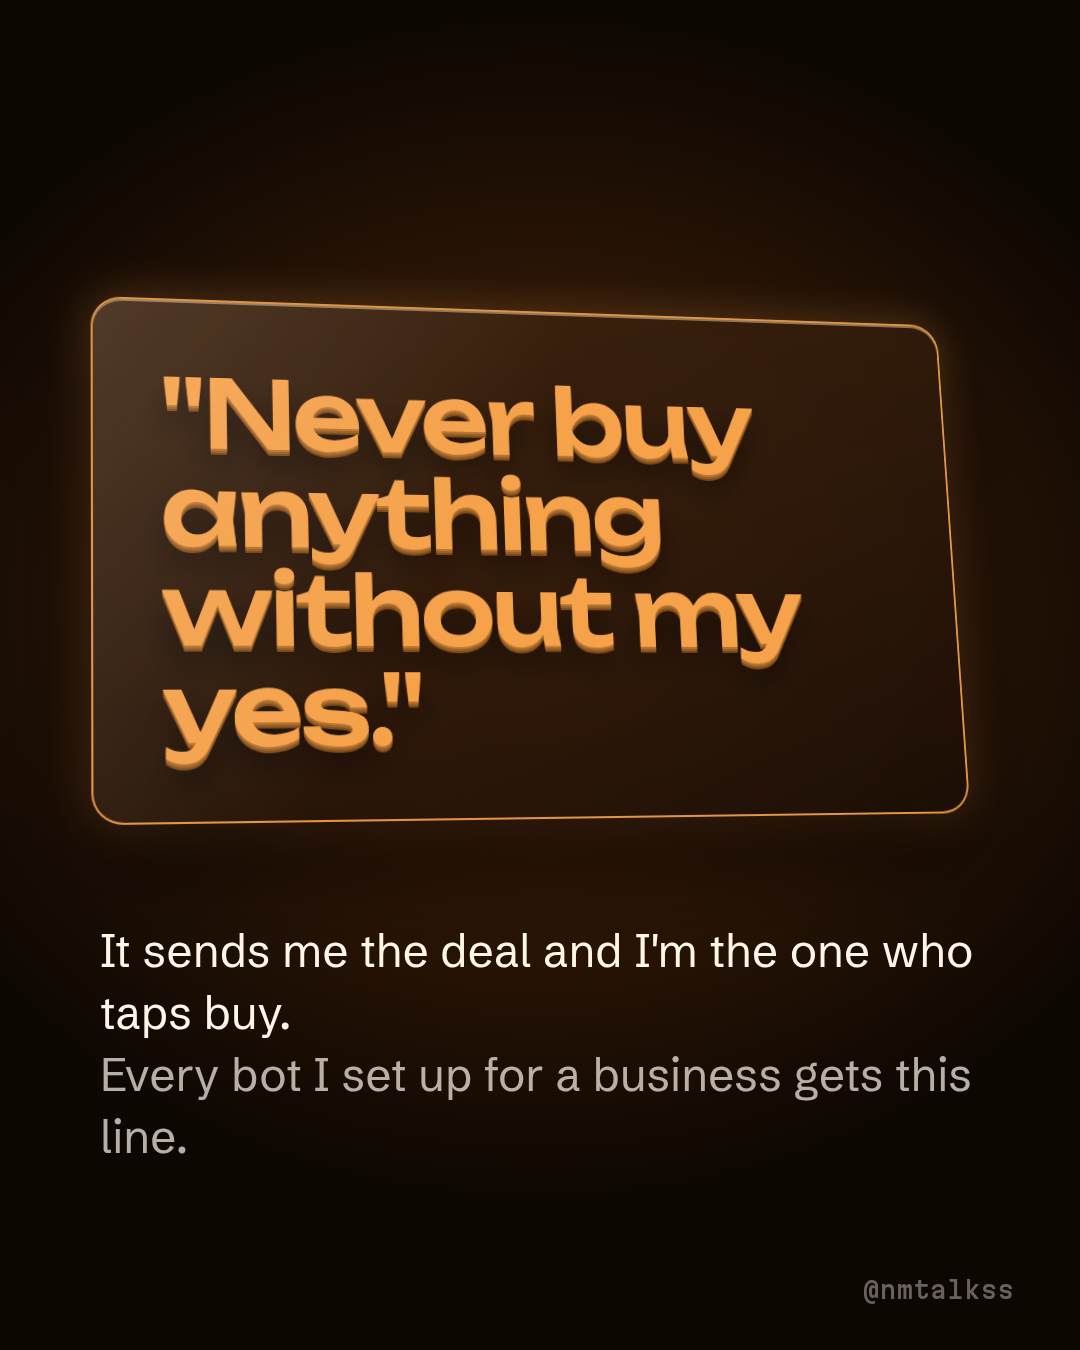 "Never buy
anything
without my
yes."
It sends me the deal and I'm the one who
taps buy.
Every bot I set up for a business gets this
line.
@nmtalkss